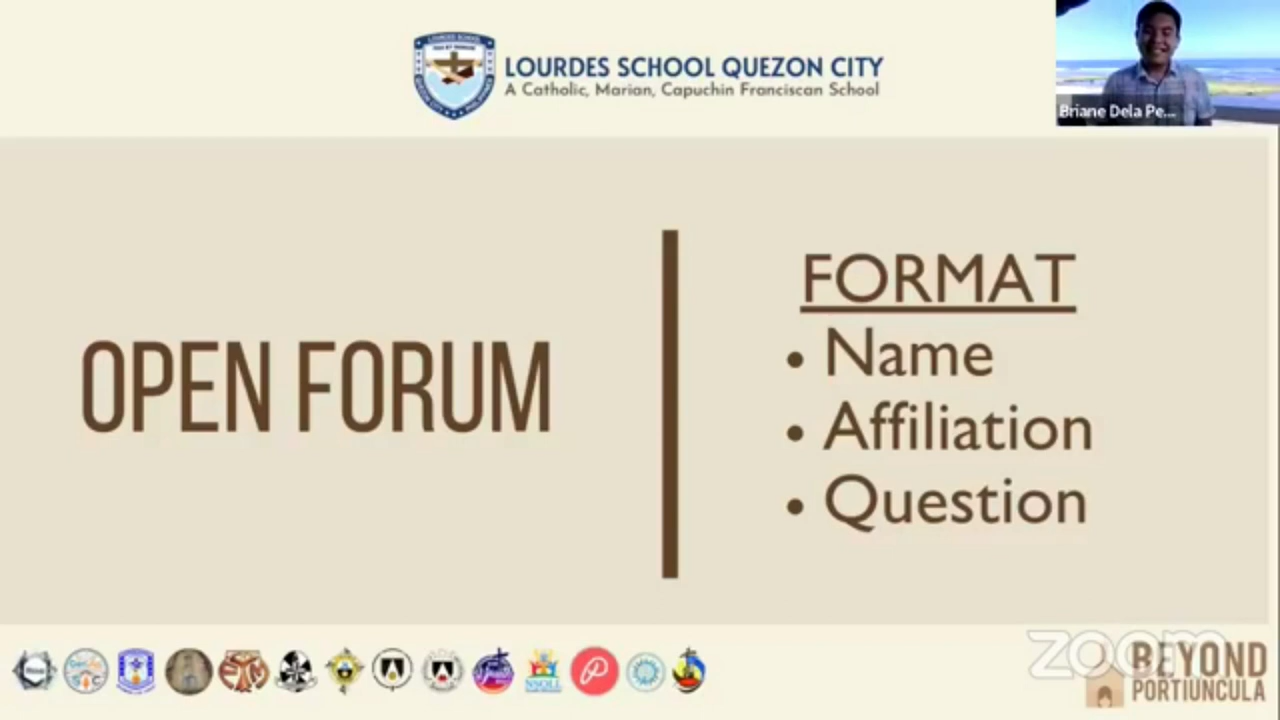 LOURDES SCHOOL QUEZON CITY
A Catholic, Marian, Capuchin Franciscan School
Briane Dela Pe...
OPEN FORUM
FORMAT
• Name
• Affiliation
• Question
NSOLL
zoom
BEYOND
PORTIUNCULA